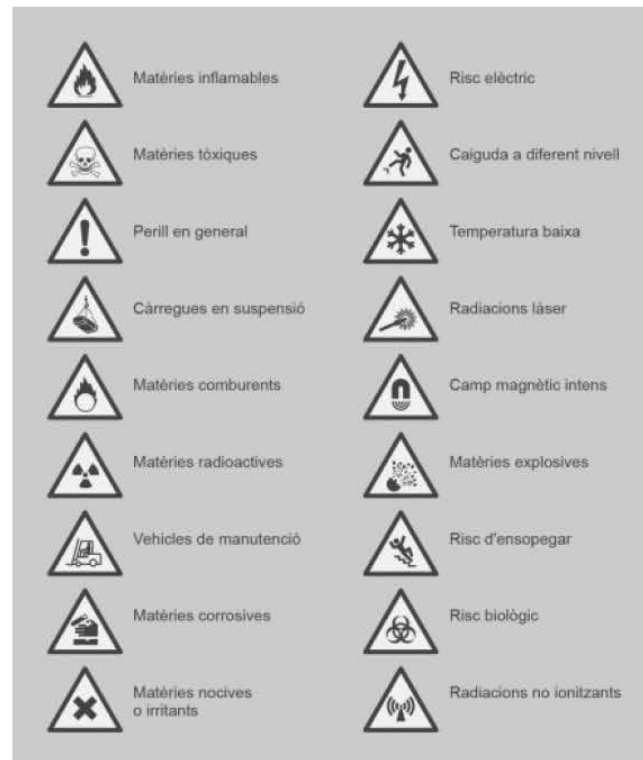 Matèries inflamables
Risc elèctric
Matèries tòxiques
Caiguda a diferent nivell
Perill en general
Temperatura baixa
Càrregues en suspensió
Radiacions làser
Matèries comburents
Camp magnètic intens
Matèries radioactives
Matèries explosives
Vehicles de manutenció
Risc d'ensopegar
Matèries corrosives
Risc biològic
Matèries nocives
o irritants
Radiacions no ionitzants